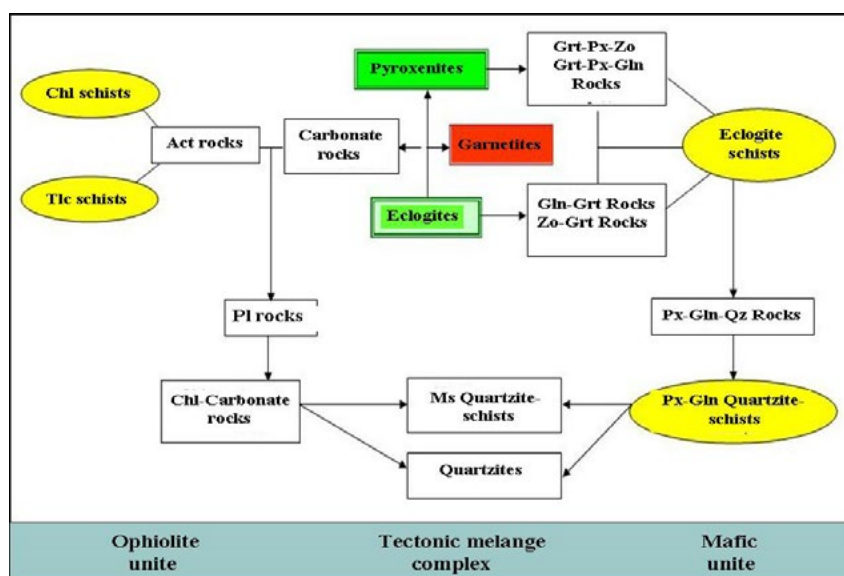 Pyroxenites
Grt-Px-Zo
Grt-Px-Gln
Rocks
Chl schists
Act rocks
Carbonate
rocks
Garnetites
Eclogite
schists
Tlc schists
Eclogites
Gln-Grt Rocks
Zo-Grt Rocks
Pl rocks
Px-Gln-Qz Rocks
Chl-Carbonate
rocks
Ms Quartzite-
schists
Px-Gln Quartzite-
schists
Quartzites
Ophiolite
unite
Tectonic melange
complex
Mafic
unite